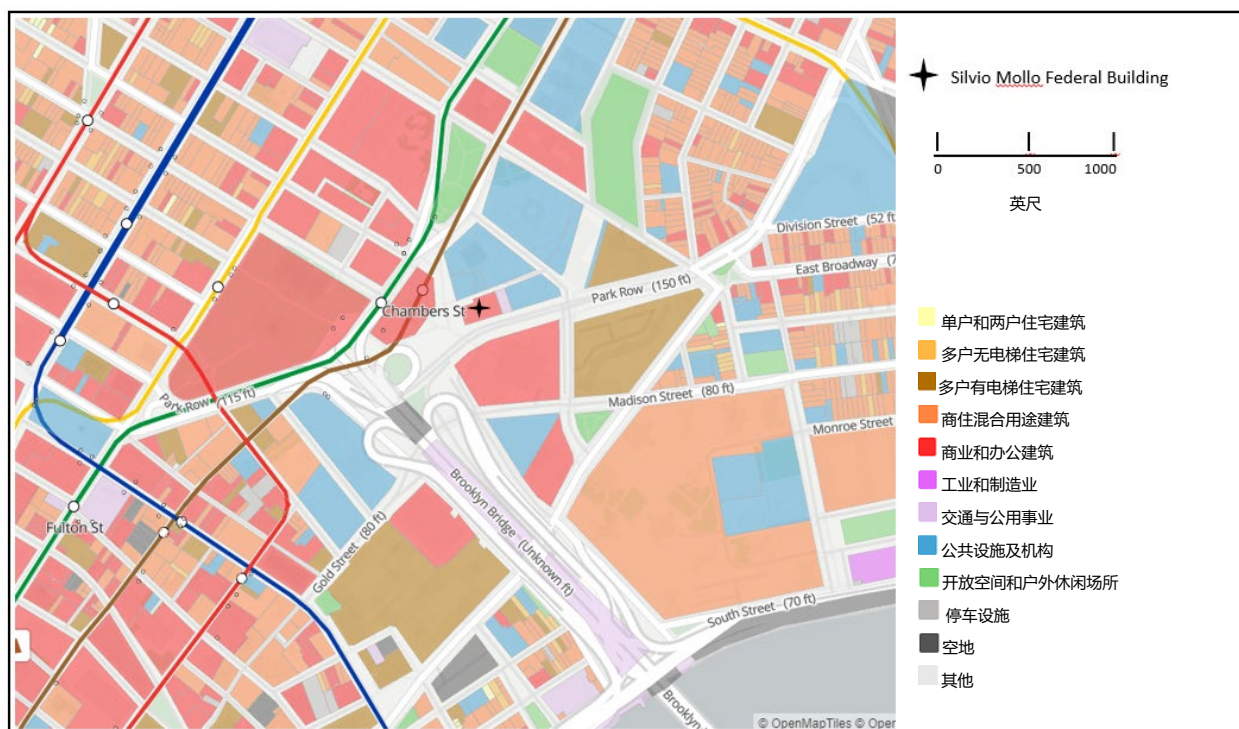 Silvio Mollo Federal Building
0
500
1000
英尺
Division Street (52 ft
East Broadway (7
Park Row (150 ft)
Chambers St
Madison Street (80 ft)
Park Row (115 ft)
Monroe Street
Fulton St
Brooklyn Bridge (Unknown ft)
Gold Street (80 ft)
South Street (70 ft)
Brooklyn
© OpenMapTiles © Open
单户和两户住宅建筑
多户无电梯住宅建筑
多户有电梯住宅建筑
商住混合用途建筑
商业和办公建筑
工业和制造业
交通与公用事业
公共设施及机构
开放空间和户外休闲场所
停车设施
空地
其他